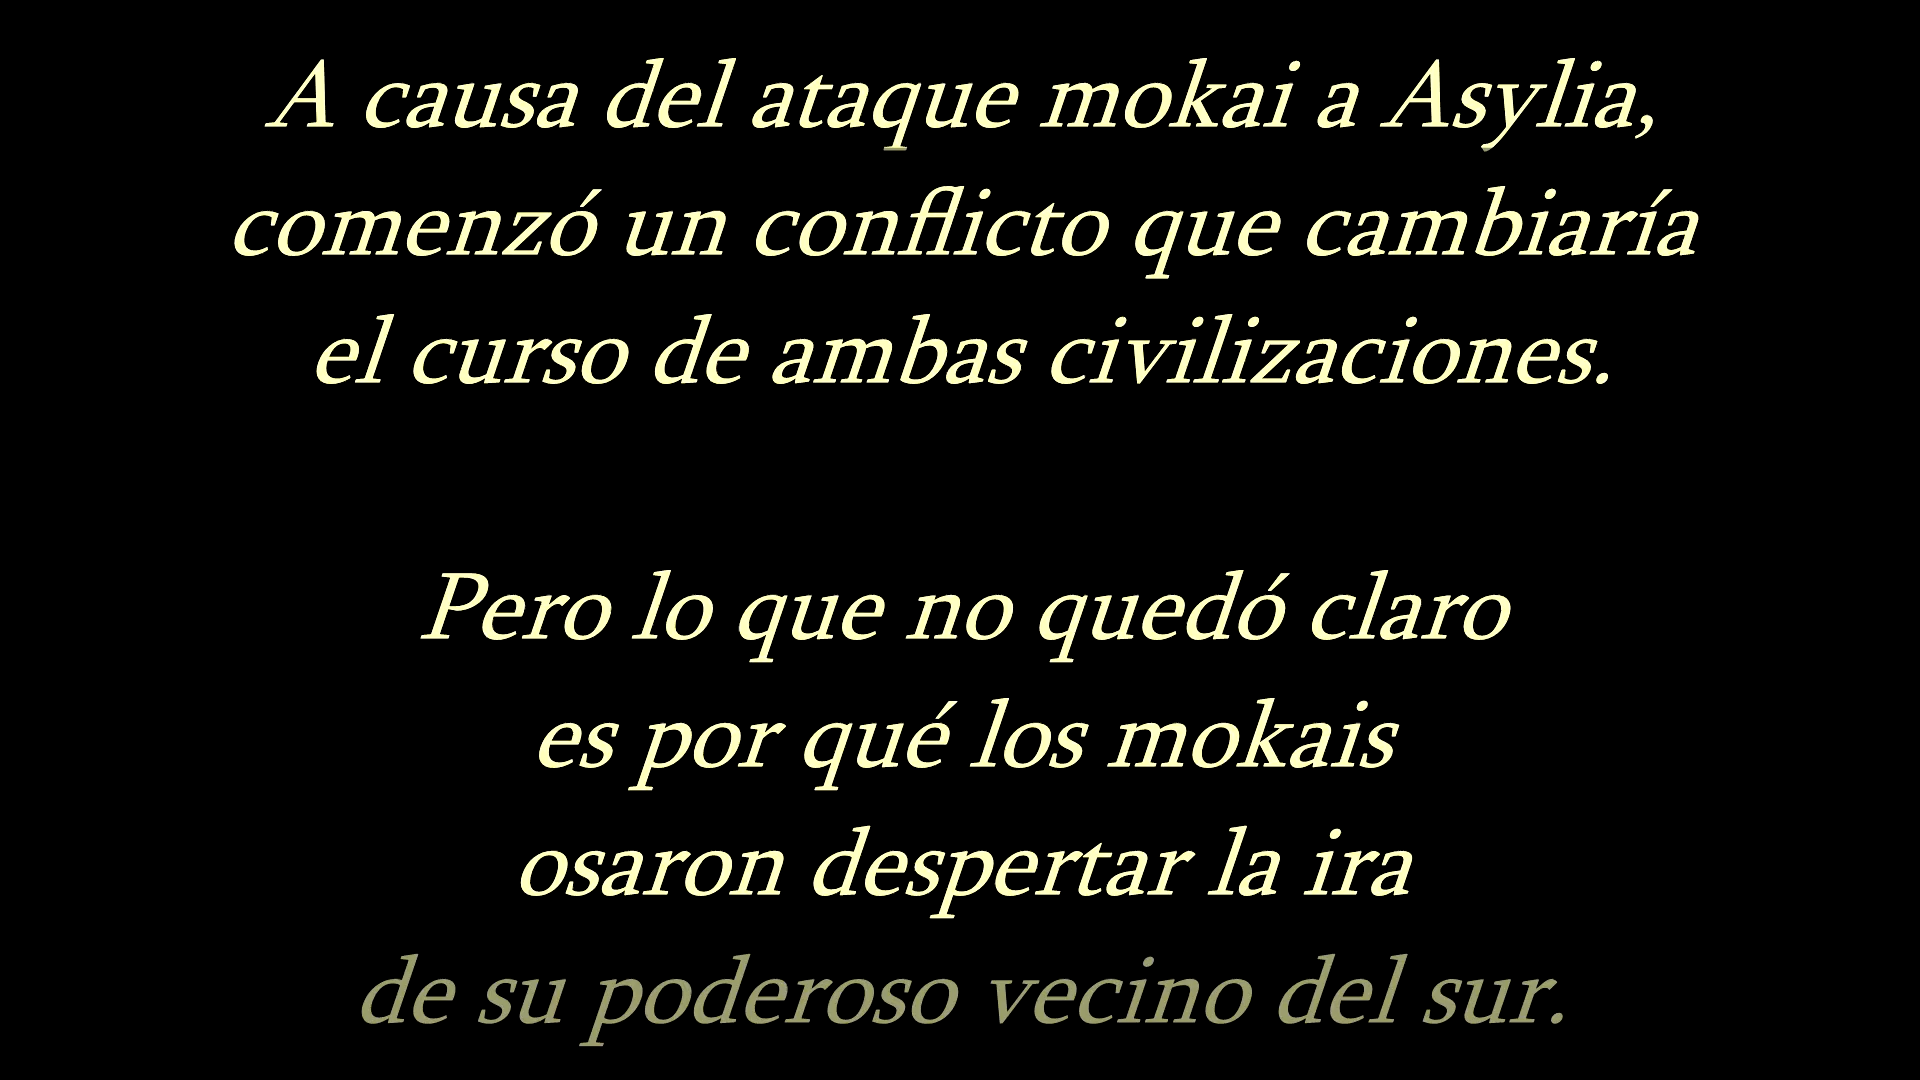 A causa del ataque mokai a Asylia,
comenzó un conflicto que cambiaría
el curso de ambas civilizaciones.
Pero lo que no quedó claro
es por qué los mokais
osaron despertar la ira
de su poderoso vecino del sur.